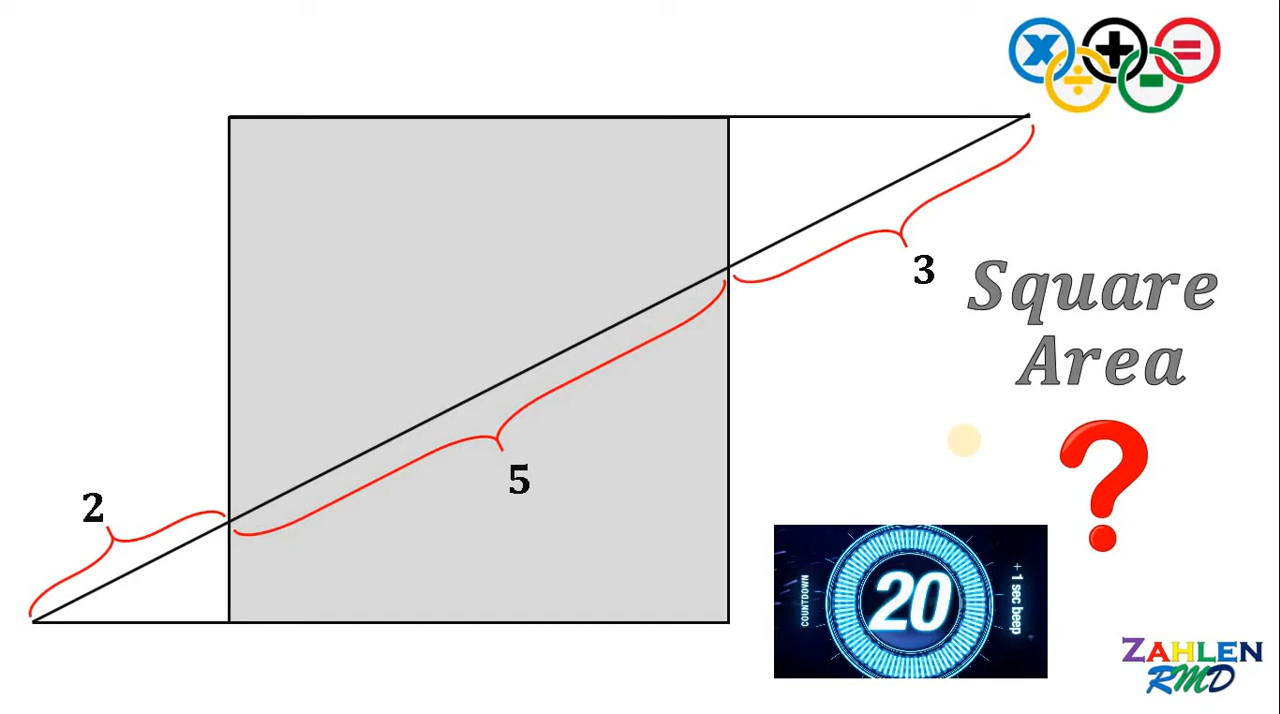 3
Square
Area
?
5
2
COUNTDOWN
20
+1 sec beep
ZAHLEN
RMD